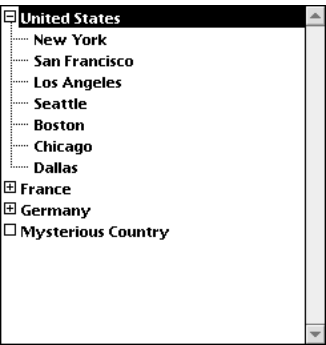 United States
New York
San Francisco
Los Angeles
Seattle
Boston
Chicago
Dallas
France
Germany
Mysterious Country